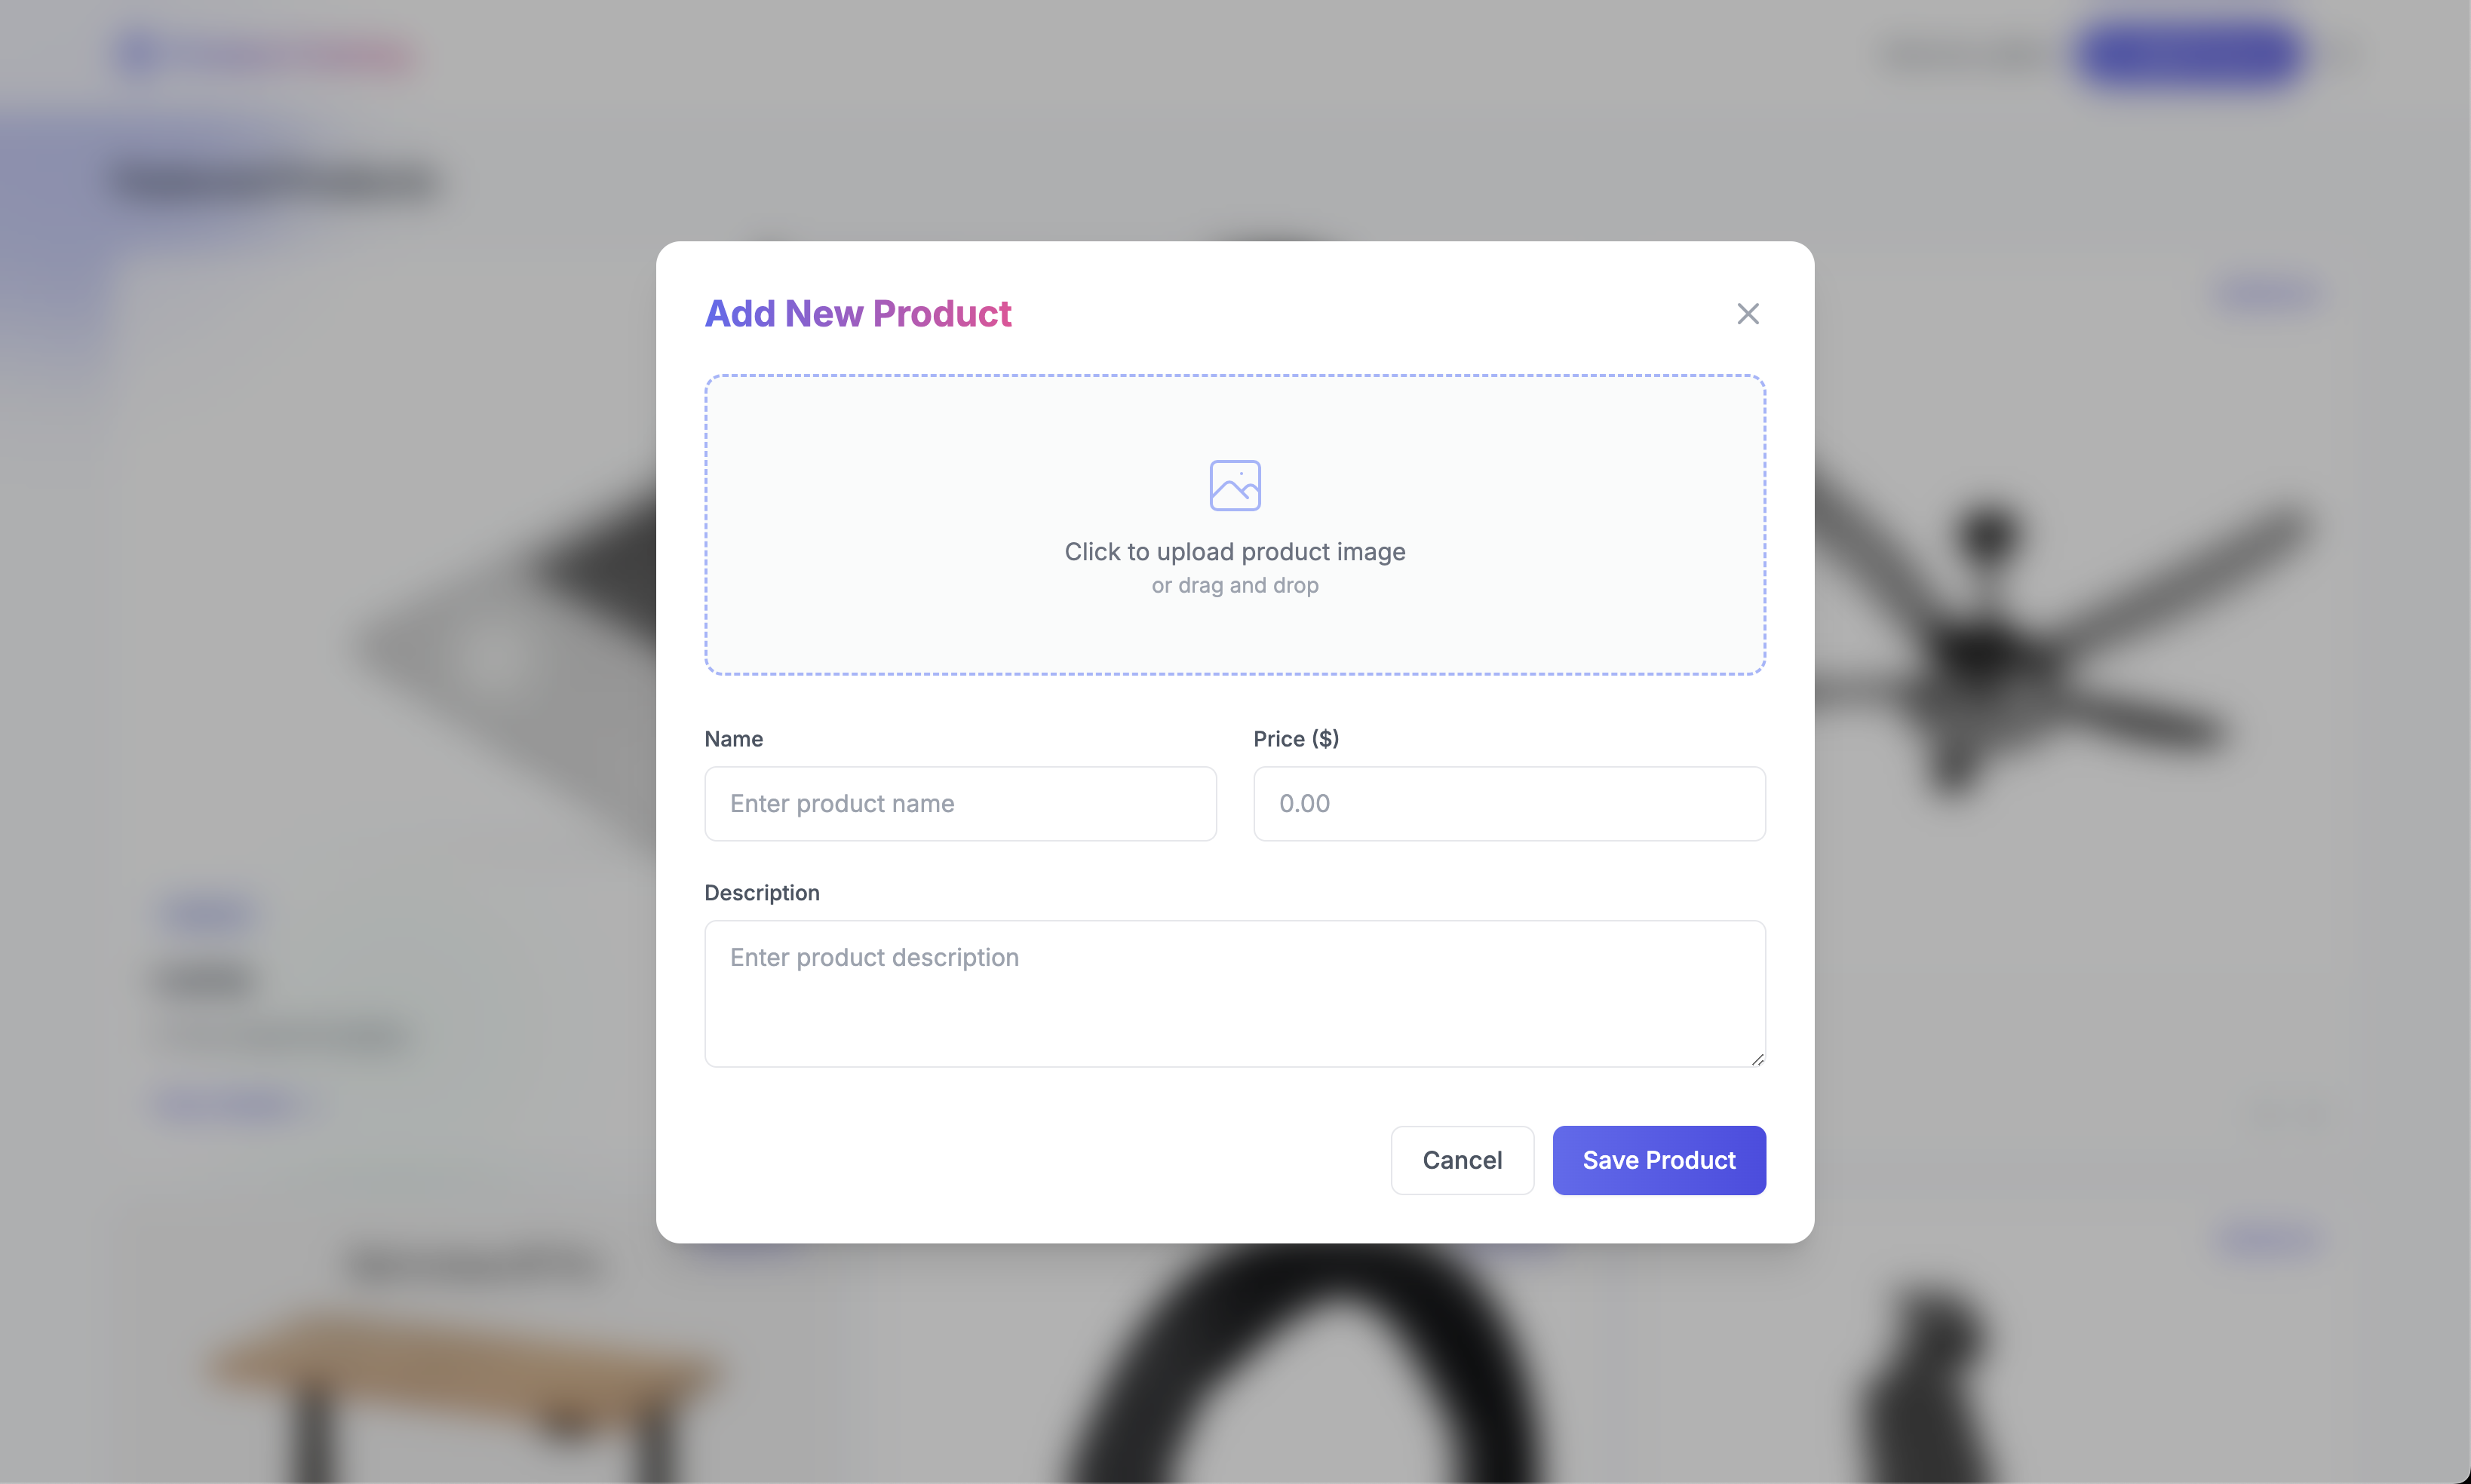 Add New Product
Click to upload product image
or drag and drop
Name
Price ($)
Enter product name
0.00
Description
Enter product description
Cancel
Save Product